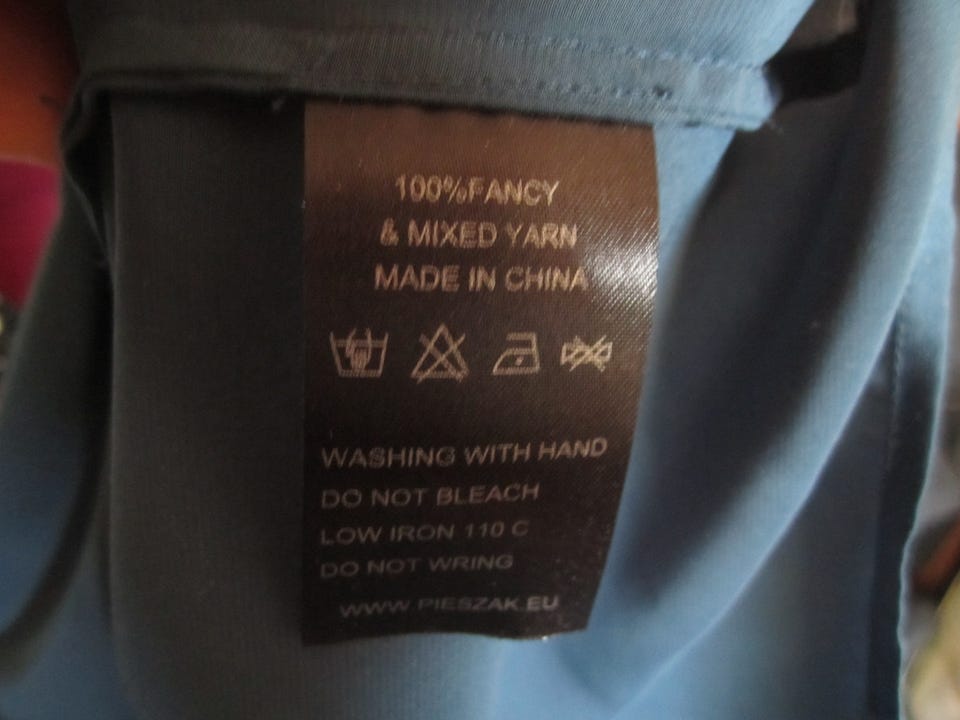 100%FANCY
& MIXED YARN
MADE IN CHINA
WASHING WITH HAND
DO NOT BLEACH
LOW IRON 110 C
DO NOT WRING
WWW.PIESZAK.EU